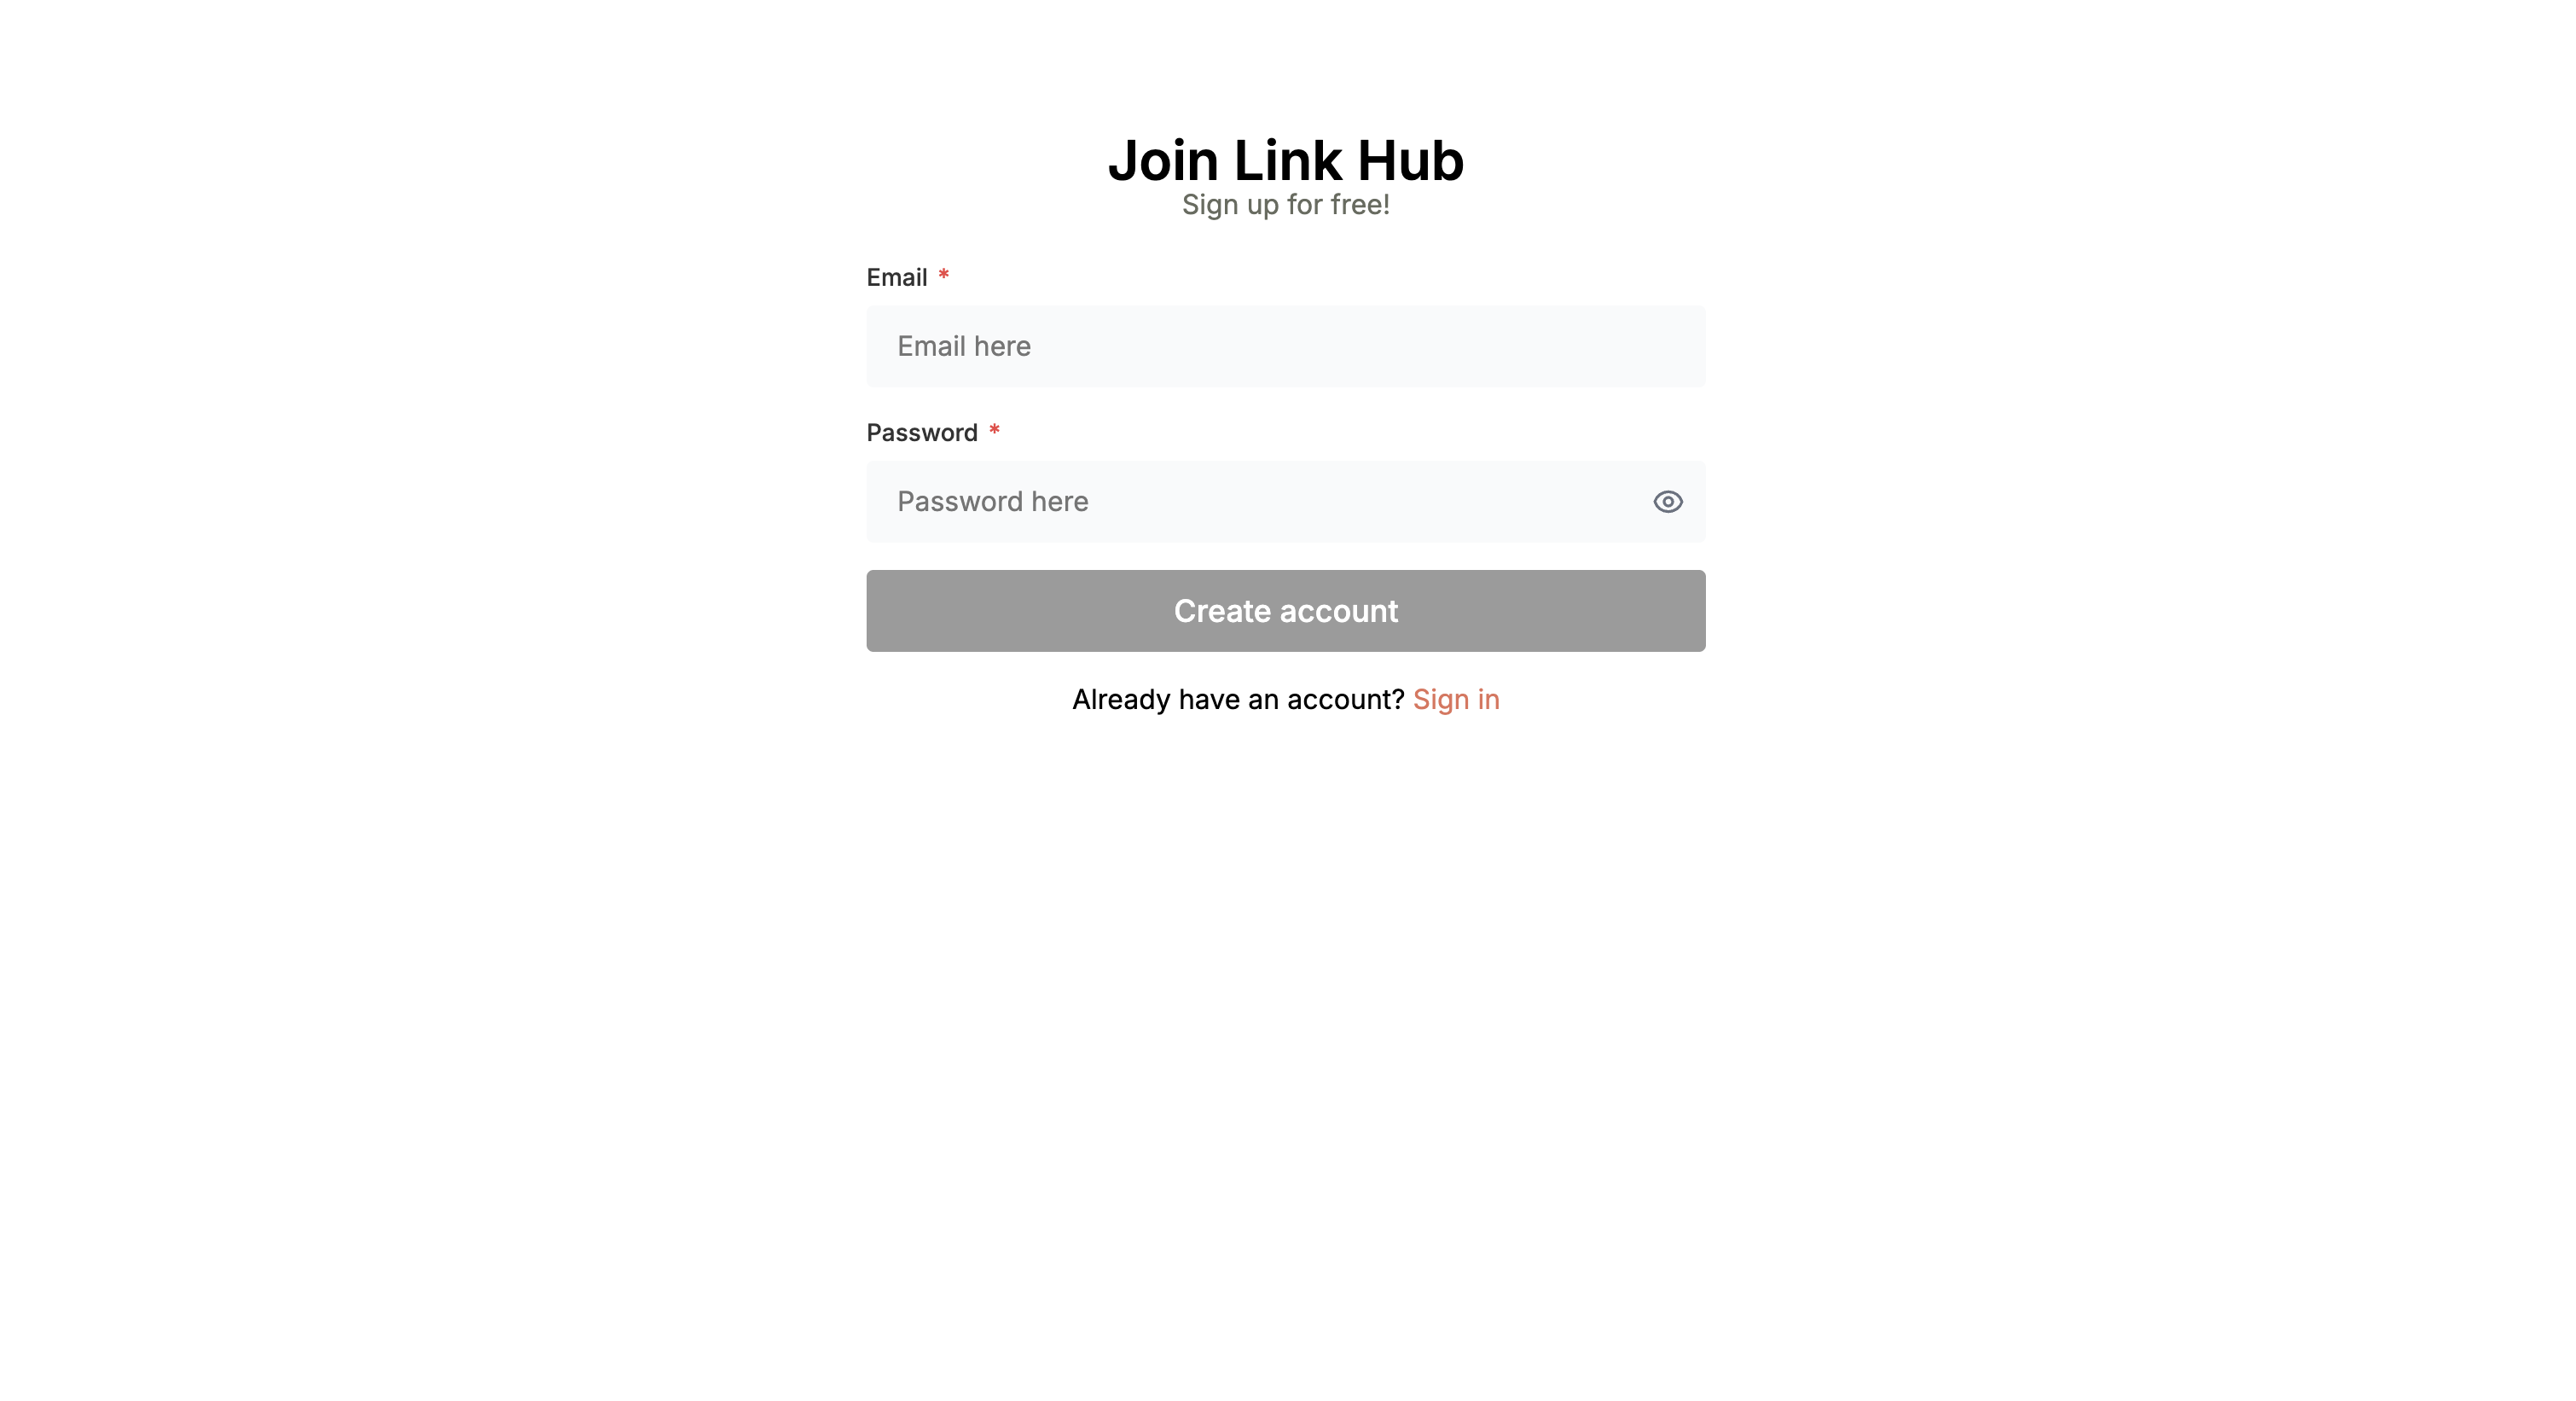 Join Link Hub
Sign up for free!
Email *
Email here
Password *
Password here
Create account
Already have an account? Sign in